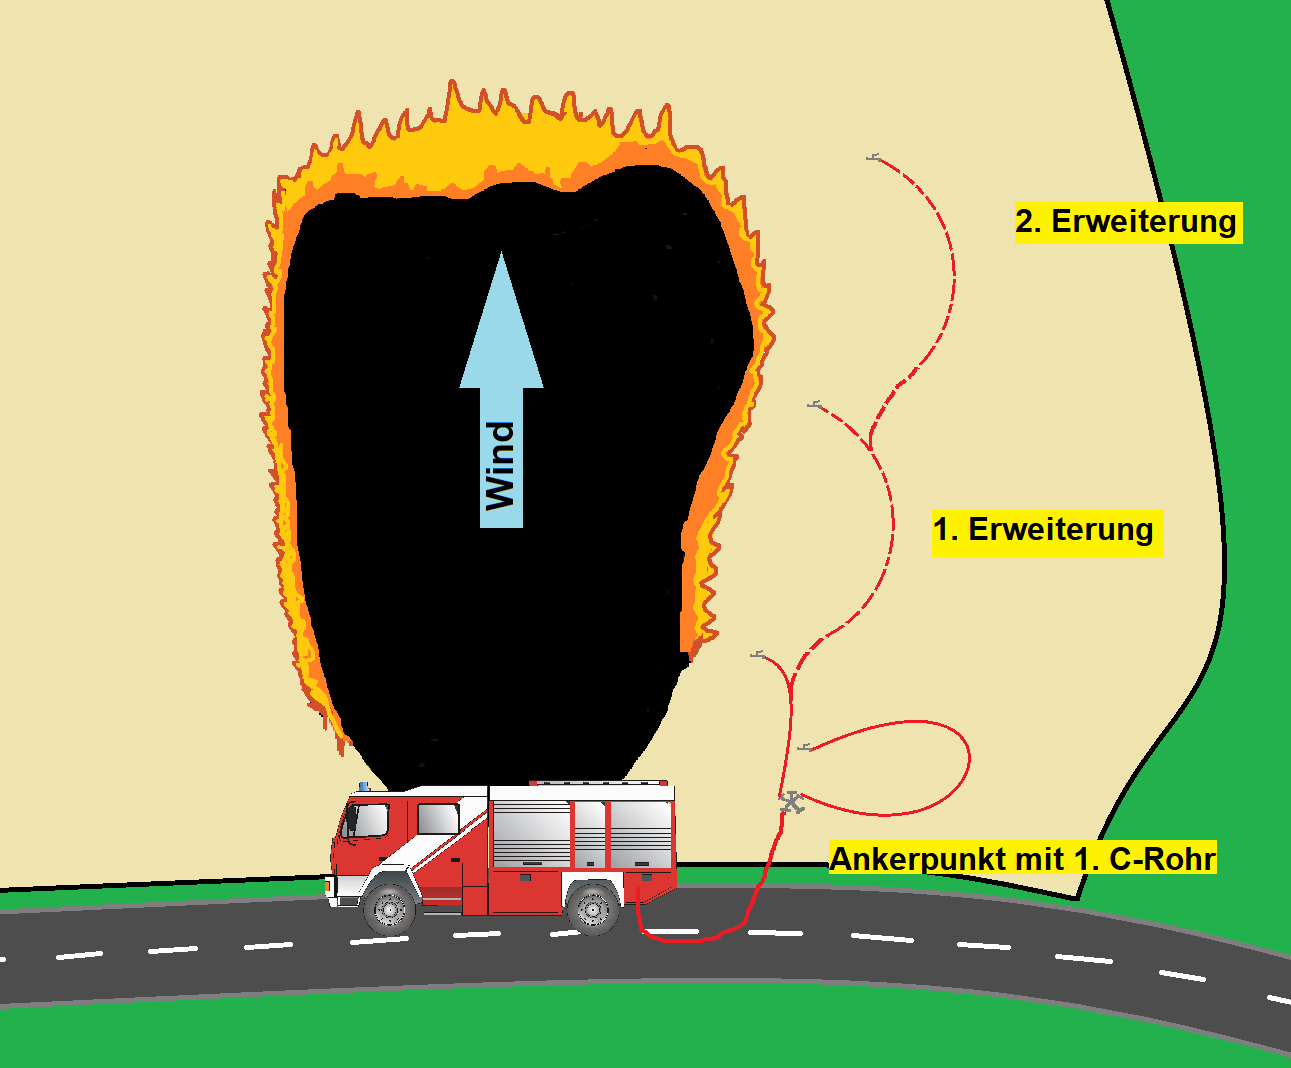 2. Erweiterung
Wind
1. Erweiterung
Ankerpunkt mit 1. C-Rohr